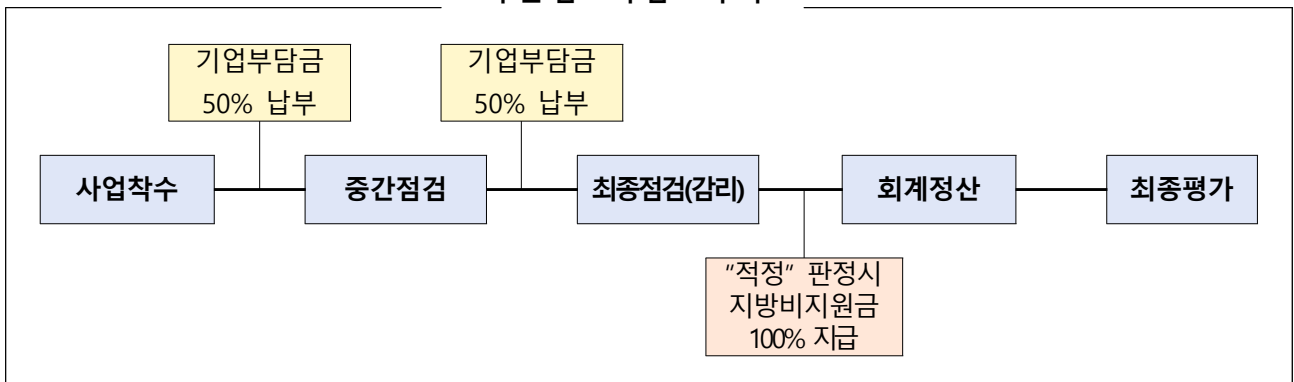 기업부담금
50% 납부
기업부담금
50% 납부
사업착수
중간점검
최종점검(감리)
회계정산
최종평가
"적정" 판정시
지방비지원금
100% 지급